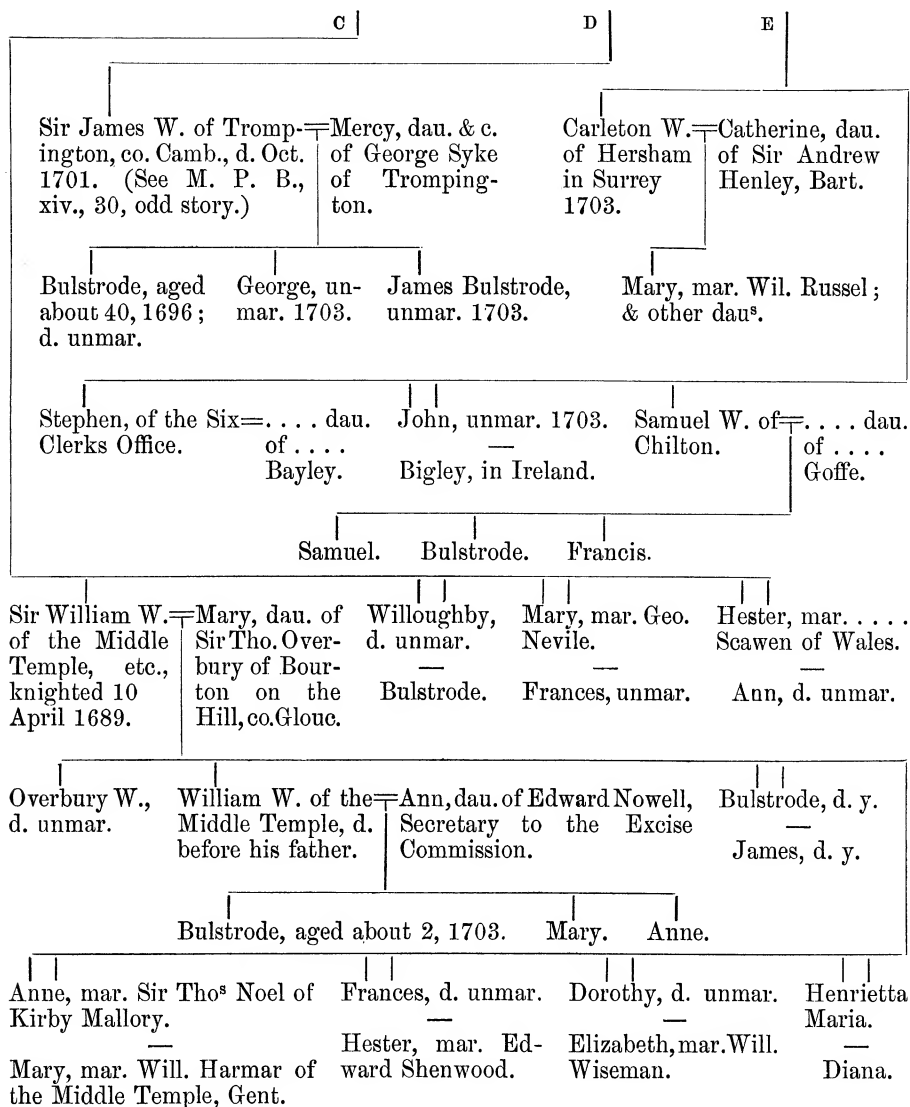 C D E
Sir James W. of Tromp-=Mercy, dau. & c.
ington, co. Camb., d. Oct. of George Syke
1701. (See M. P. B., of Tromping-
xiv., 30, odd story.) ton.
Carleton W.=Catherine, dau.
of Hersham of Sir Andrew
in Surrey Henley, Bart.
1703.
Bulstrode, aged
about 40, 1696;
d. unmar.
George, un-
mar. 1703.
James Bulstrode,
unmar. 1703.
Mary, mar. Wil. Russel;
& other dauˢ.
Stephen, of the Six=. . . . dau.
Clerks Office. of . . . .
Bayley.
John, unmar. 1703.
—
Bigley, in Ireland.
Samuel W. of=. . . . dau.
Chilton. of . . . .
Goffe.
Samuel. Bulstrode. Francis.
Sir William W.=Mary, dau. of
of the Middle Sir Tho. Over-
Temple, etc., bury of Bour-
knighted 10 ton on the
April 1689. Hill, co. Glouc.
Willoughby,
d. unmar.
—
Bulstrode.
Mary, mar. Geo.
Nevile.
—
Frances, unmar.
Hester, mar. . . . .
Scawen of Wales.
—
Ann, d. unmar.
Overbury W.,
d. unmar.
William W. of the=Ann, dau. of Edward Nowell,
Middle Temple, d. Secretary to the Excise
before his father. Commission.
Bulstrode, d. y.
—
James, d. y.
Bulstrode, aged about 2, 1703. Mary. Anne.
Anne, mar. Sir Thoˢ Noel of
Kirby Mallory.
—
Mary, mar. Will. Harmar of
the Middle Temple, Gent.
Frances, d. unmar.
—
Hester, mar. Ed-
ward Shenwood.
Dorothy, d. unmar.
—
Elizabeth, mar. Will.
Wiseman.
Henrietta
Maria.
—
Diana.